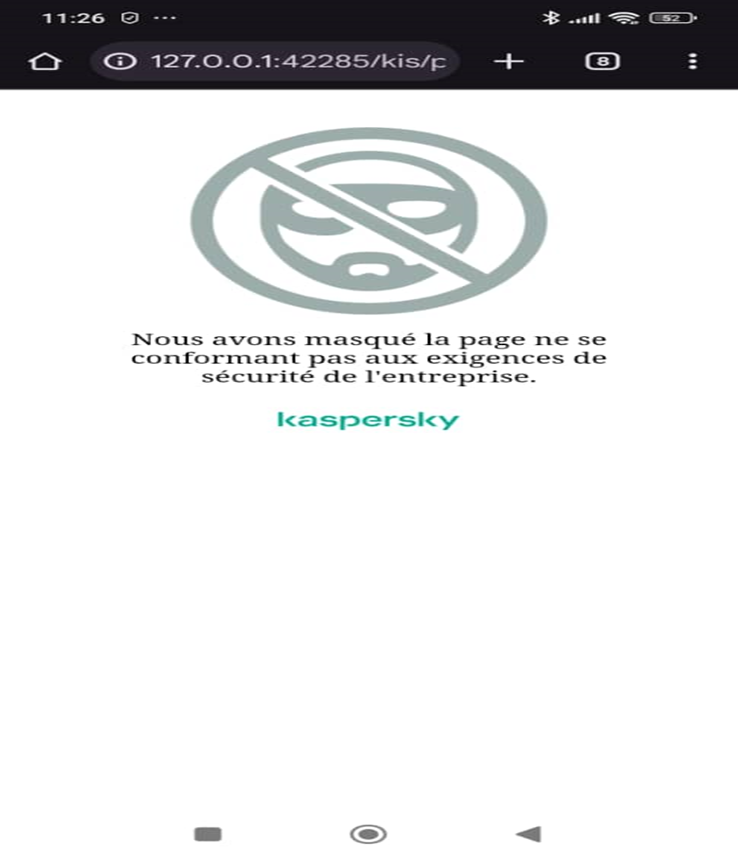 11:26
52
127.0.0.1:42285/kis/p
8
Nous avons masqué la page ne se
conformant pas aux exigences de
sécurité de l'entreprise.
kaspersky